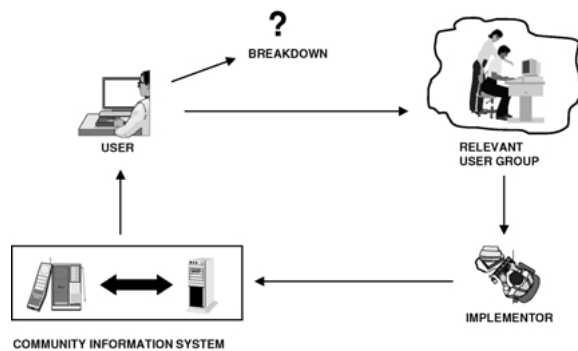 ?
BREAKDOWN
USER
RELEVANT
USER GROUP
IMPLEMENTOR
COMMUNITY INFORMATION SYSTEM